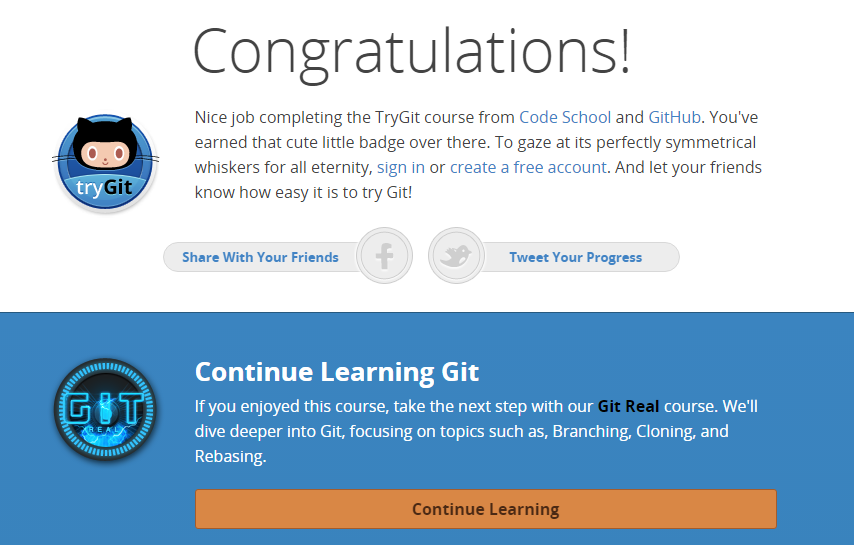 Congratulations!
Nice job completing the TryGit course from Code School and GitHub. You've
earned that cute little badge over there. To gaze at its perfectly symmetrical
whiskers for all eternity, sign in or create a free account. And let your friends
know how easy it is to try Git!
tryGit
Share With Your Friends
f
Tweet Your Progress
Continue Learning Git
If you enjoyed this course, take the next step with our Git Real course. We'll
dive deeper into Git, focusing on topics such as, Branching, Cloning, and
Rebasing.
GIT
REAL
Continue Learning